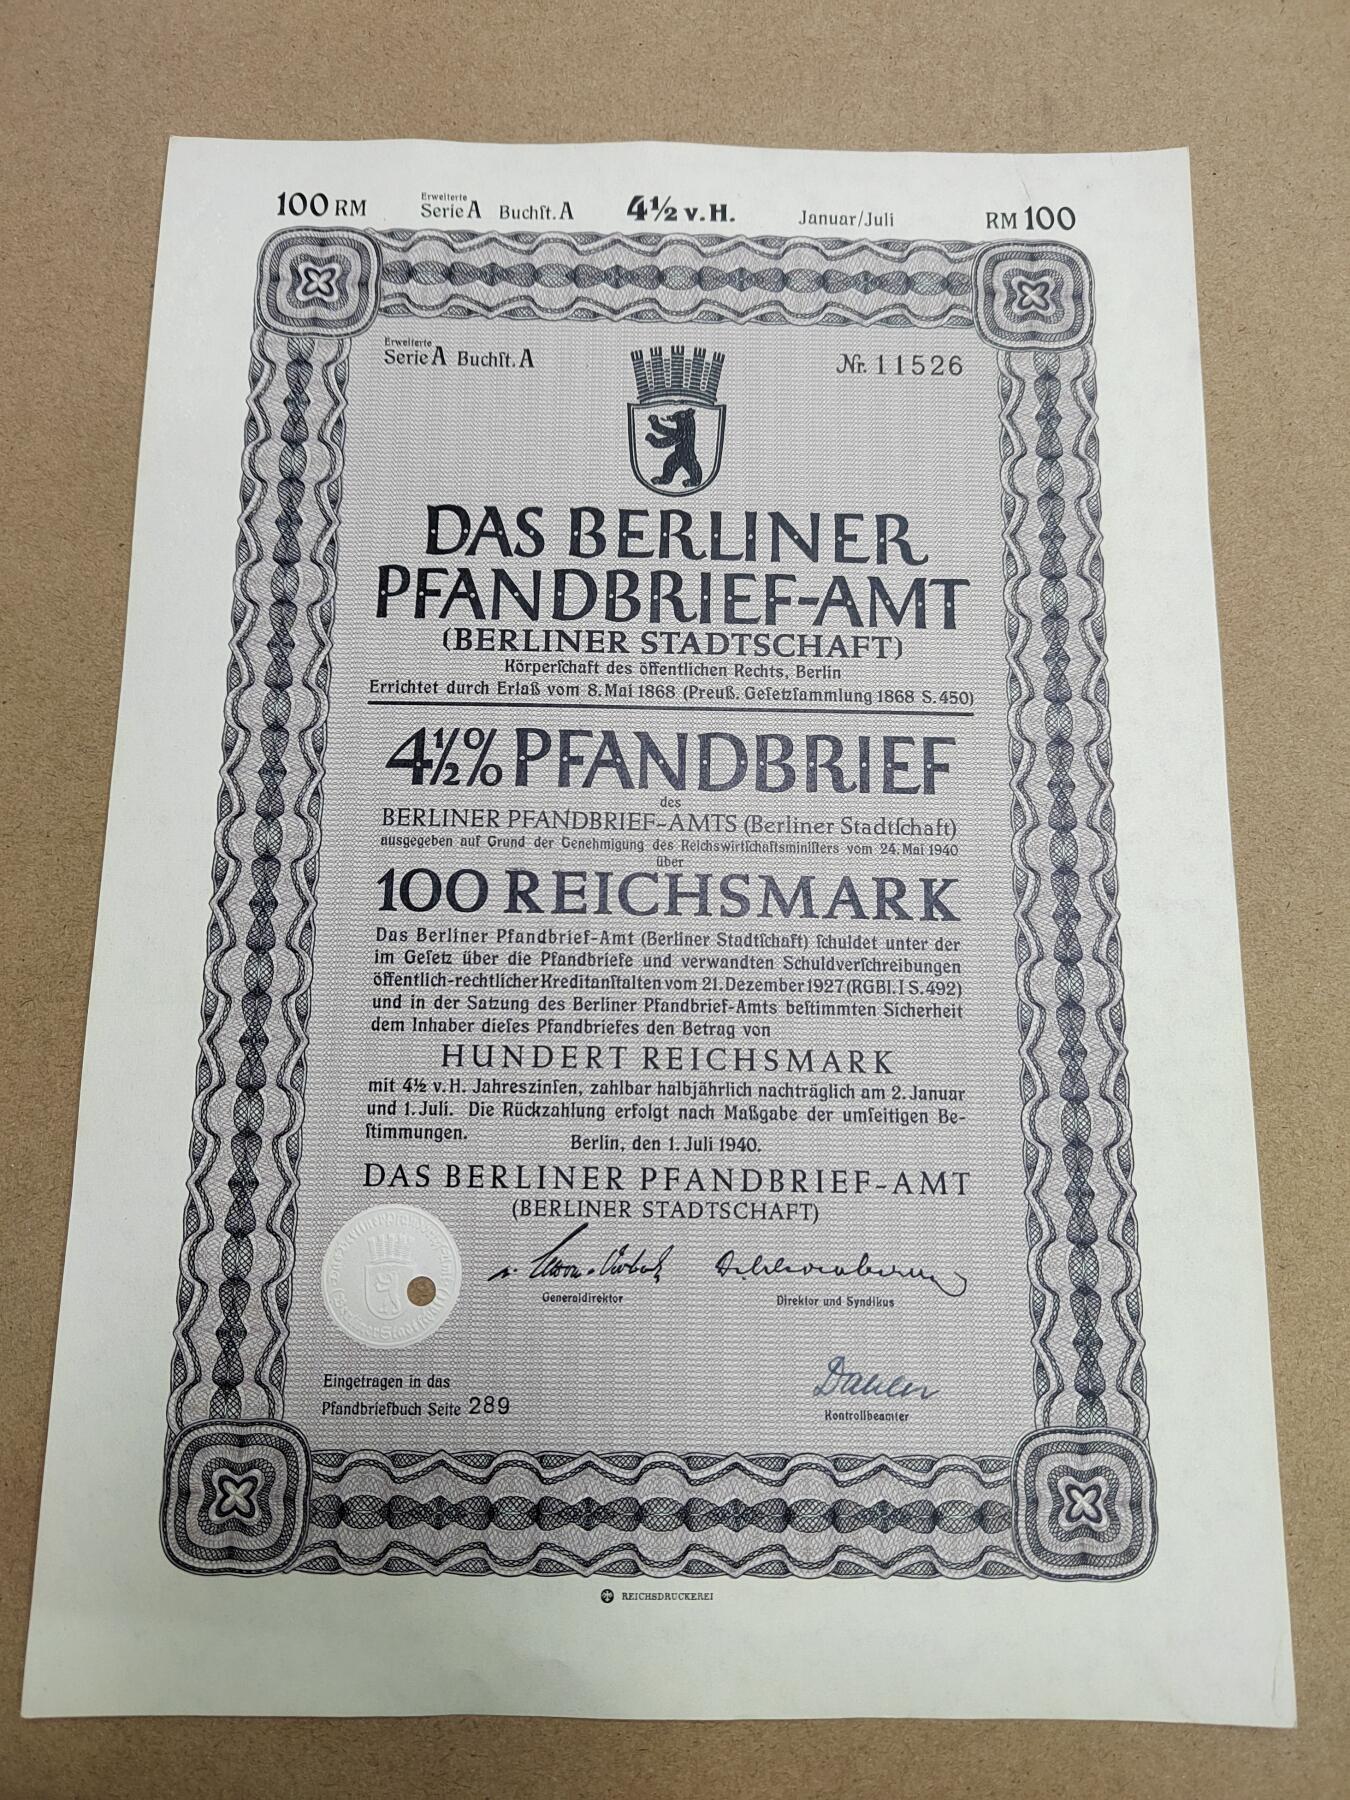 100 RM Erweiterte Serie A Buchſt. A 4½ v. H. Januar/Juli RM 100
Erweiterte
Serie A Buchſt. A Nr. 11526
DAS BERLINER
PFANDBRIEF-AMT
(BERLINER STADTSCHAFT)
Körperſchaft des öffentlichen Rechts, Berlin
Errichtet durch Erlaß vom 8. Mai 1868 (Preuß. Geſetzſammlung 1868 S. 450)
4½% PFANDBRIEF
des
BERLINER PFANDBRIEF-AMTS (Berliner Stadtſchaft)
ausgegeben auf Grund der Genehmigung des Reichswirtſchaftsminiſters vom 24. Mai 1940
über
100 REICHSMARK
Das Berliner Pfandbrief-Amt (Berliner Stadtſchaft) ſchuldet unter der
im Geſetz über die Pfandbriefe und verwandten Schuldverſchreibungen
öffentlich-rechtlicher Kreditanſtalten vom 21. Dezember 1927 (RGBl. I S. 492)
und in der Satzung des Berliner Pfandbrief-Amts beſtimmten Sicherheit
dem Inhaber dieſes Pfandbriefes den Betrag von
HUNDERT REICHSMARK
mit 4½ v. H. Jahreszinſen, zahlbar halbjährlich nachträglich am 2. Januar
und 1. Juli. Die Rückzahlung erfolgt nach Maßgabe der umſeitigen Be-
ſtimmungen.
Berlin, den 1. Juli 1940.
DAS BERLINER PFANDBRIEF-AMT
(BERLINER STADTSCHAFT)
Generaldirektor Direktor und Syndikus
Eingetragen in das
Pfandbriefbuch Seite 289
Kontrollbeamter
REICHSDRUCKEREI